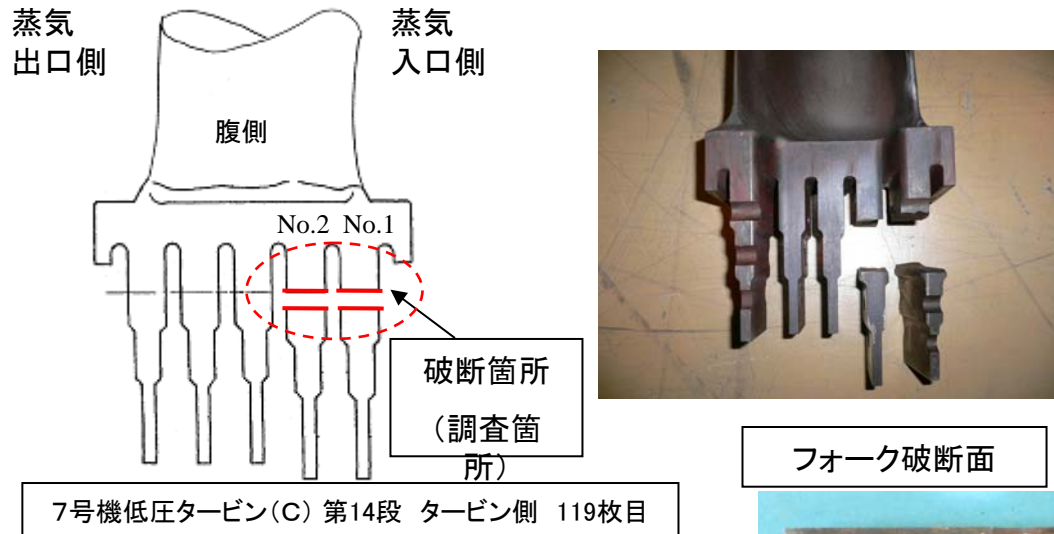 蒸気
出口側
蒸気
入口側
腹側
No.2 No.1
破断箇所
（調査箇
所）
7号機低圧タービン（C） 第14段 タービン側 119枚目
フォーク破断面